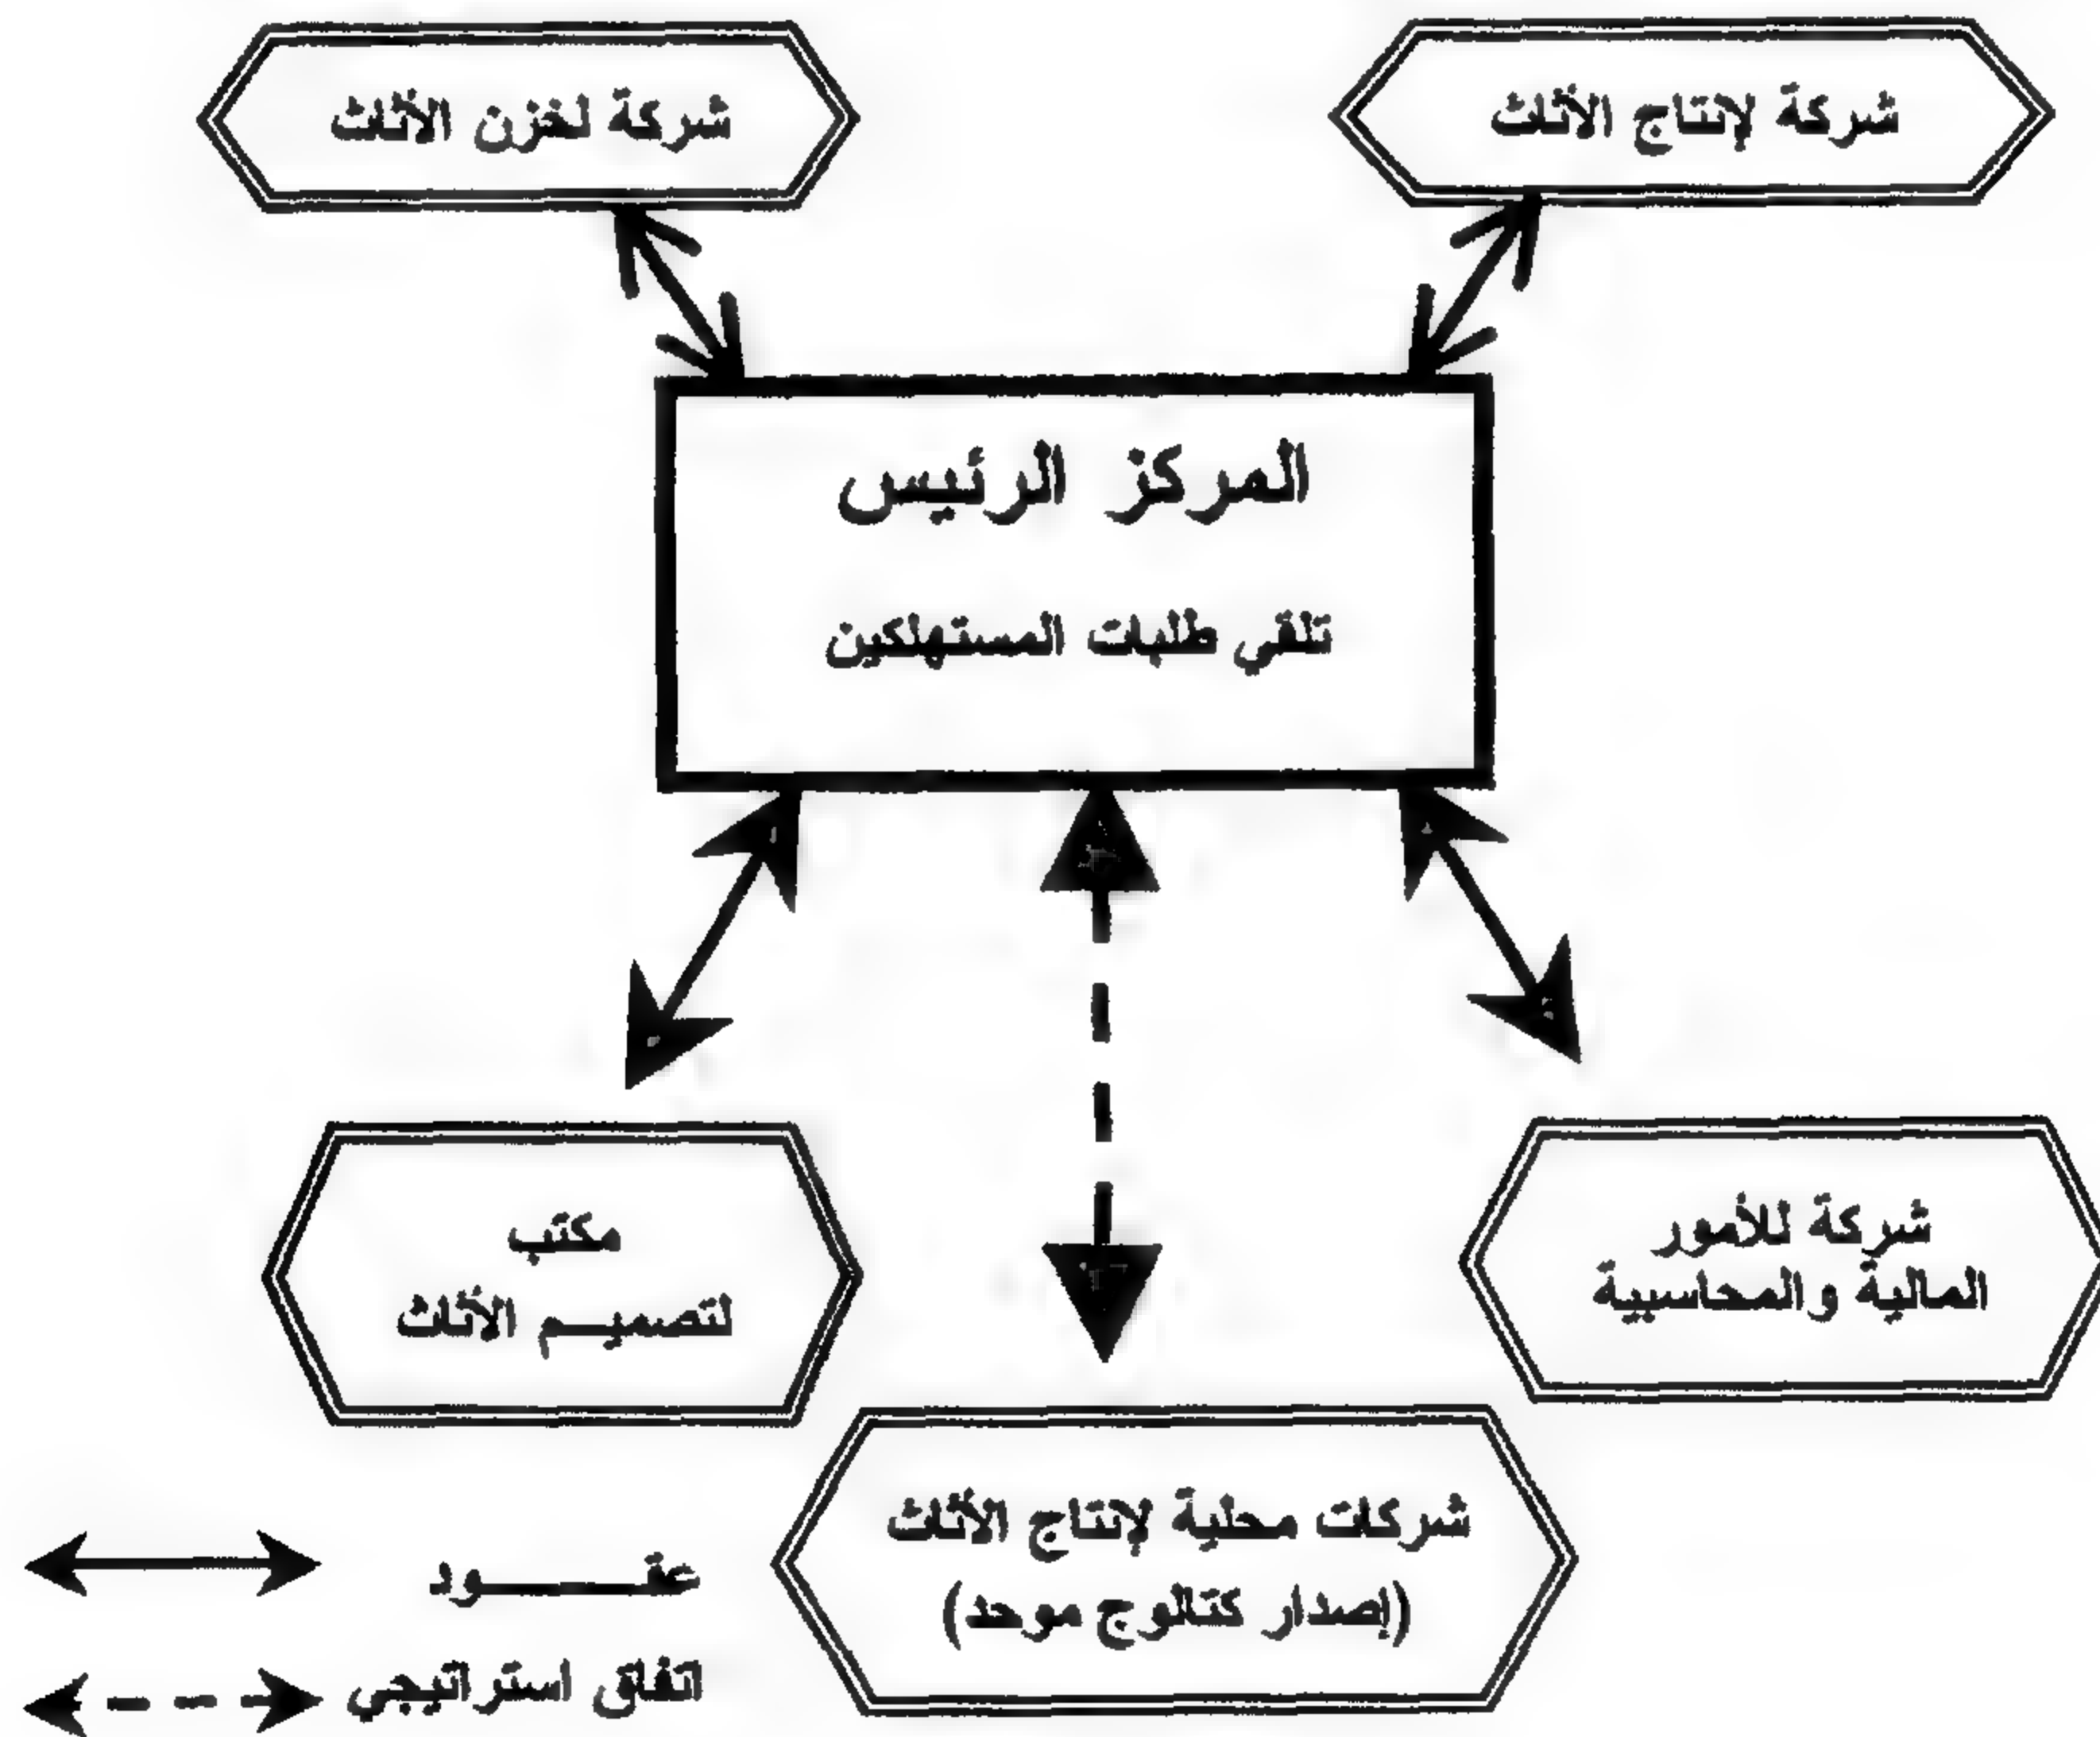 شركة لإنتاج الأثاث
شركة لخزن الأثاث
المركز الرئيس
تلقي طلبات المستهلكين
شركة للأمور
المالية والمحاسبية
مكتب
لتصميم الأثاث
شركات محلية لإنتاج الأثاث
(إصدار كتالوج موحد)
عقود
اتفاق استراتيجي